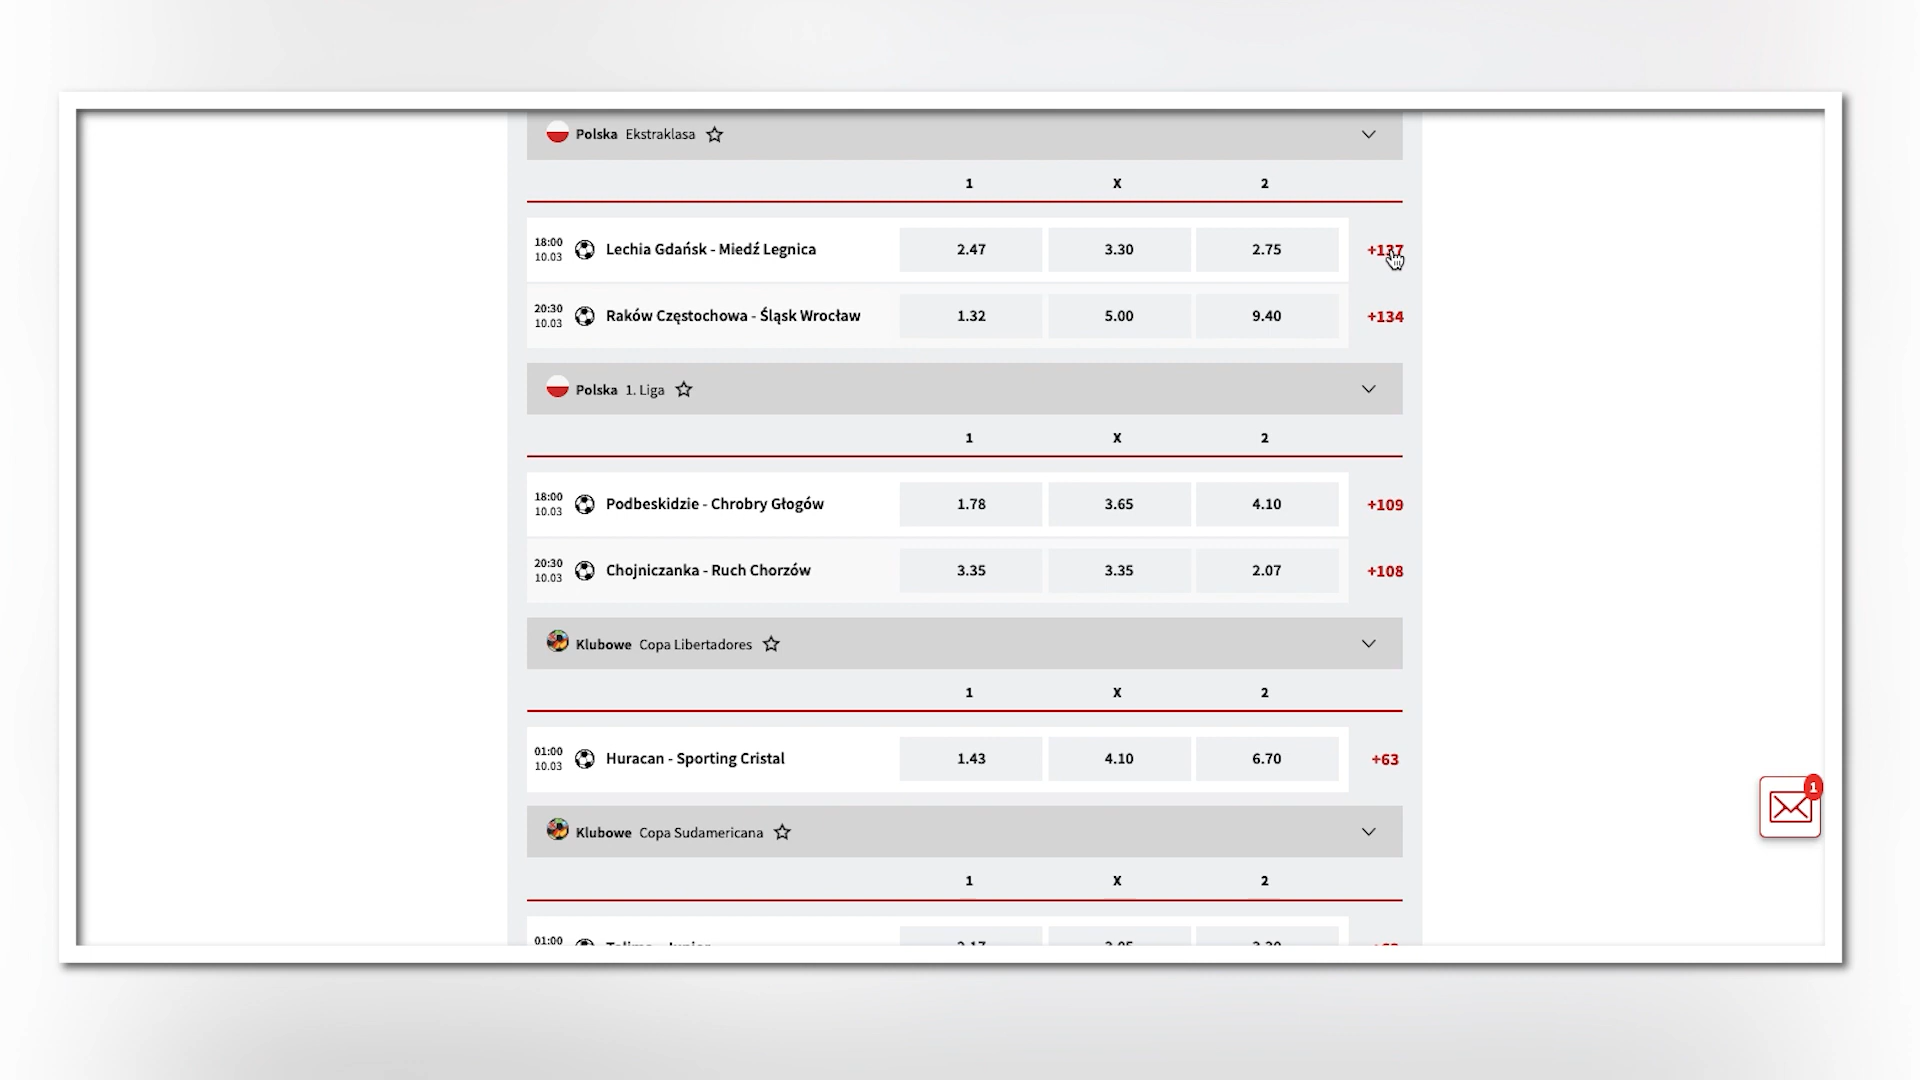 Polska Ekstraklasa
1 X 2
18:00 10.03 Lechia Gdańsk - Miedź Legnica 2.47 3.30 2.75 +137
20:30 10.03 Raków Częstochowa - Śląsk Wrocław 1.32 5.00 9.40 +134
Polska 1. Liga
1 X 2
18:00 10.03 Podbeskidzie - Chrobry Głogów 1.78 3.65 4.10 +109
20:30 10.03 Chojniczanka - Ruch Chorzów 3.35 3.35 2.07 +108
Klubowe Copa Libertadores
1 X 2
01:00 10.03 Huracan - Sporting Cristal 1.43 4.10 6.70 +63
1
Klubowe Copa Sudamericana
1 X 2
01:00